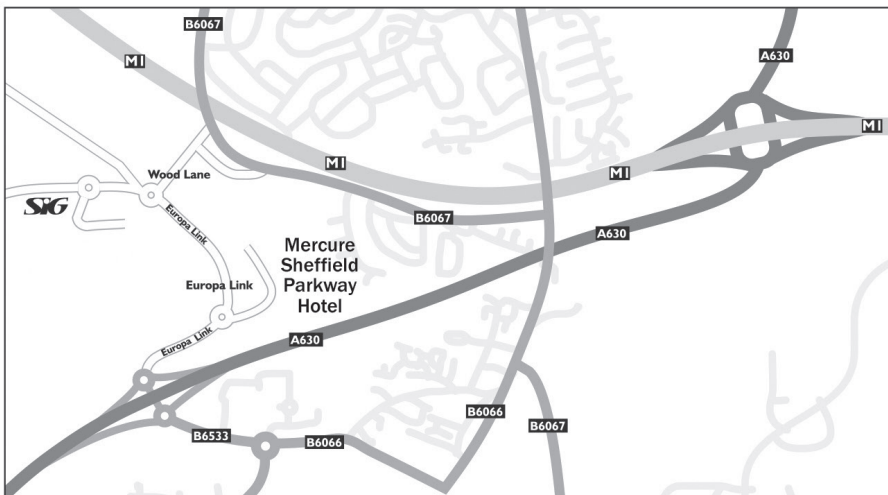 B6067
M1
A630
M1
M1
M1
Wood Lane
SIG
Europa Link
B6067
A630
Mercure
Sheffield
Parkway
Hotel
Europa Link
A630
Europa Link
B6066
B6067
B6533
B6066